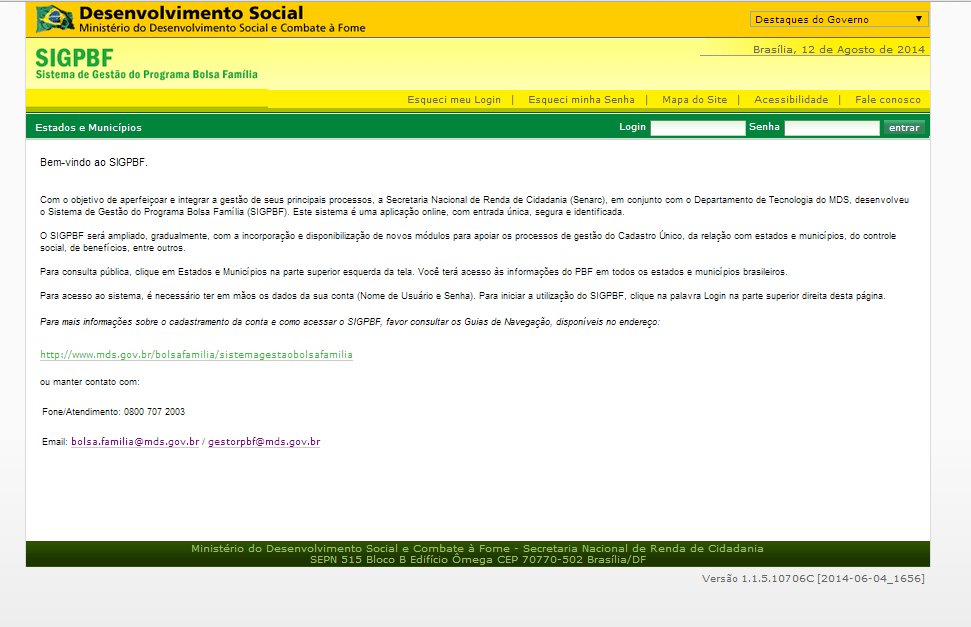 Desenvolvimento Social
Ministério do Desenvolvimento Social e Combate à Fome
Destaques do Governo
SIGPBF
Sistema de Gestão do Programa Bolsa Família
Brasília, 12 de Agosto de 2014
Esqueci meu Login | Esqueci minha Senha | Mapa do Site | Acessibilidade | Fale conosco
Estados e Municípios
Login Senha entrar
Bem-vindo ao SIGPBF.
Com o objetivo de aperfeiçoar e integrar a gestão de seus principais processos, a Secretaria Nacional de Renda de Cidadania (Senarc), em conjunto com o Departamento de Tecnologia do MDS, desenvolveu
o Sistema de Gestão do Programa Bolsa Família (SIGPBF). Este sistema é uma aplicação online, com entrada única, segura e identificada.
O SIGPBF será ampliado, gradualmente, com a incorporação e disponibilização de novos módulos para apoiar os processos de gestão do Cadastro Único, da relação com estados e municípios, do controle
social, de benefícios, entre outros.
Para consulta pública, clique em Estados e Municípios na parte superior esquerda da tela. Você terá acesso às informações do PBF em todos os estados e municípios brasileiros.
Para acesso ao sistema, é necessário ter em mãos os dados da sua conta (Nome de Usuário e Senha). Para iniciar a utilização do SIGPBF, clique na palavra Login na parte superior direita desta página.
Para mais informações sobre o cadastramento da conta e como acessar o SIGPBF, favor consultar os Guias de Navegação, disponíveis no endereço:
http://www.mds.gov.br/bolsafamilia/sistemagestaobolsafamilia
ou manter contato com:
Fone/Atendimento: 0800 707 2003
Email: bolsa.familia@mds.gov.br / gestorpbf@mds.gov.br
Ministério do Desenvolvimento Social e Combate à Fome - Secretaria Nacional de Renda de Cidadania
SEPN 515 Bloco B Edifício Ômega CEP 70770-502 Brasília/DF
Versão 1.1.5.10706C [2014-06-04_1656]